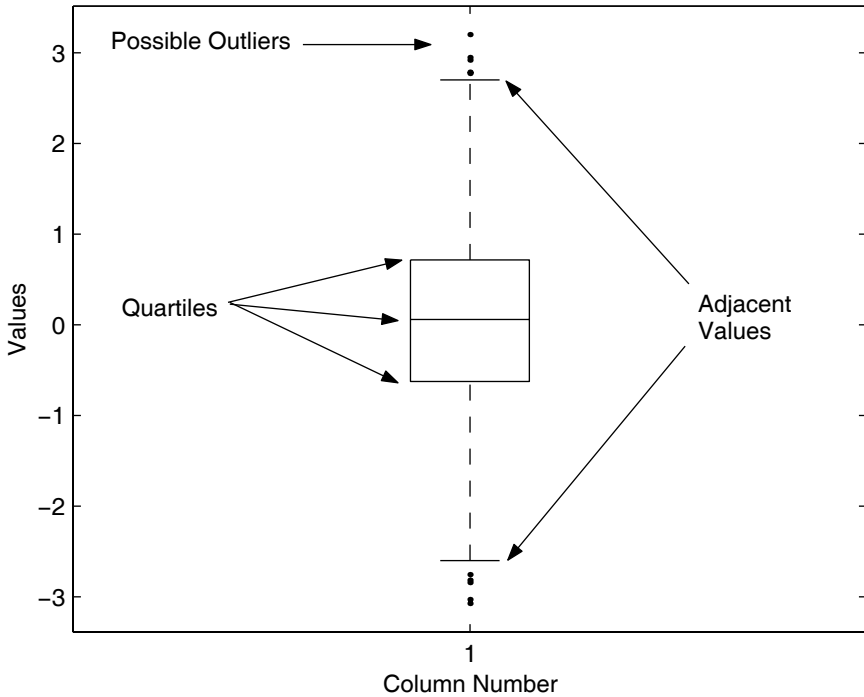 Possible Outliers
3
2
1
0
−1
−2
−3
Values
Quartiles
Adjacent
Values
1
Column Number